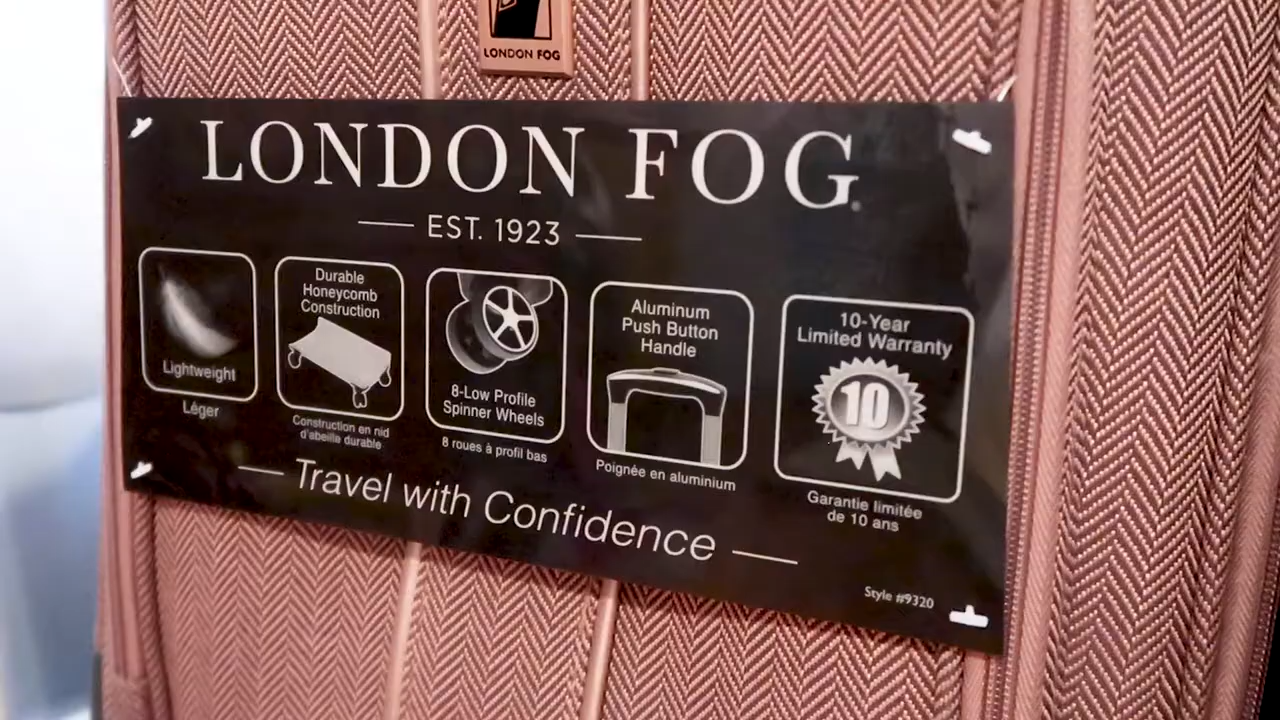 LONDON FOG
LONDON FOG
EST. 1923
Lightweight
Léger
Durable
Honeycomb
Construction
Construction en nid
d'abeille durable
8-Low Profile
Spinner Wheels
8 roues à profil bas
Aluminum
Push Button
Handle
Poignée en aluminium
10-Year
Limited Warranty
10
Garantie limitée
de 10 ans
Travel with Confidence
Style #9320